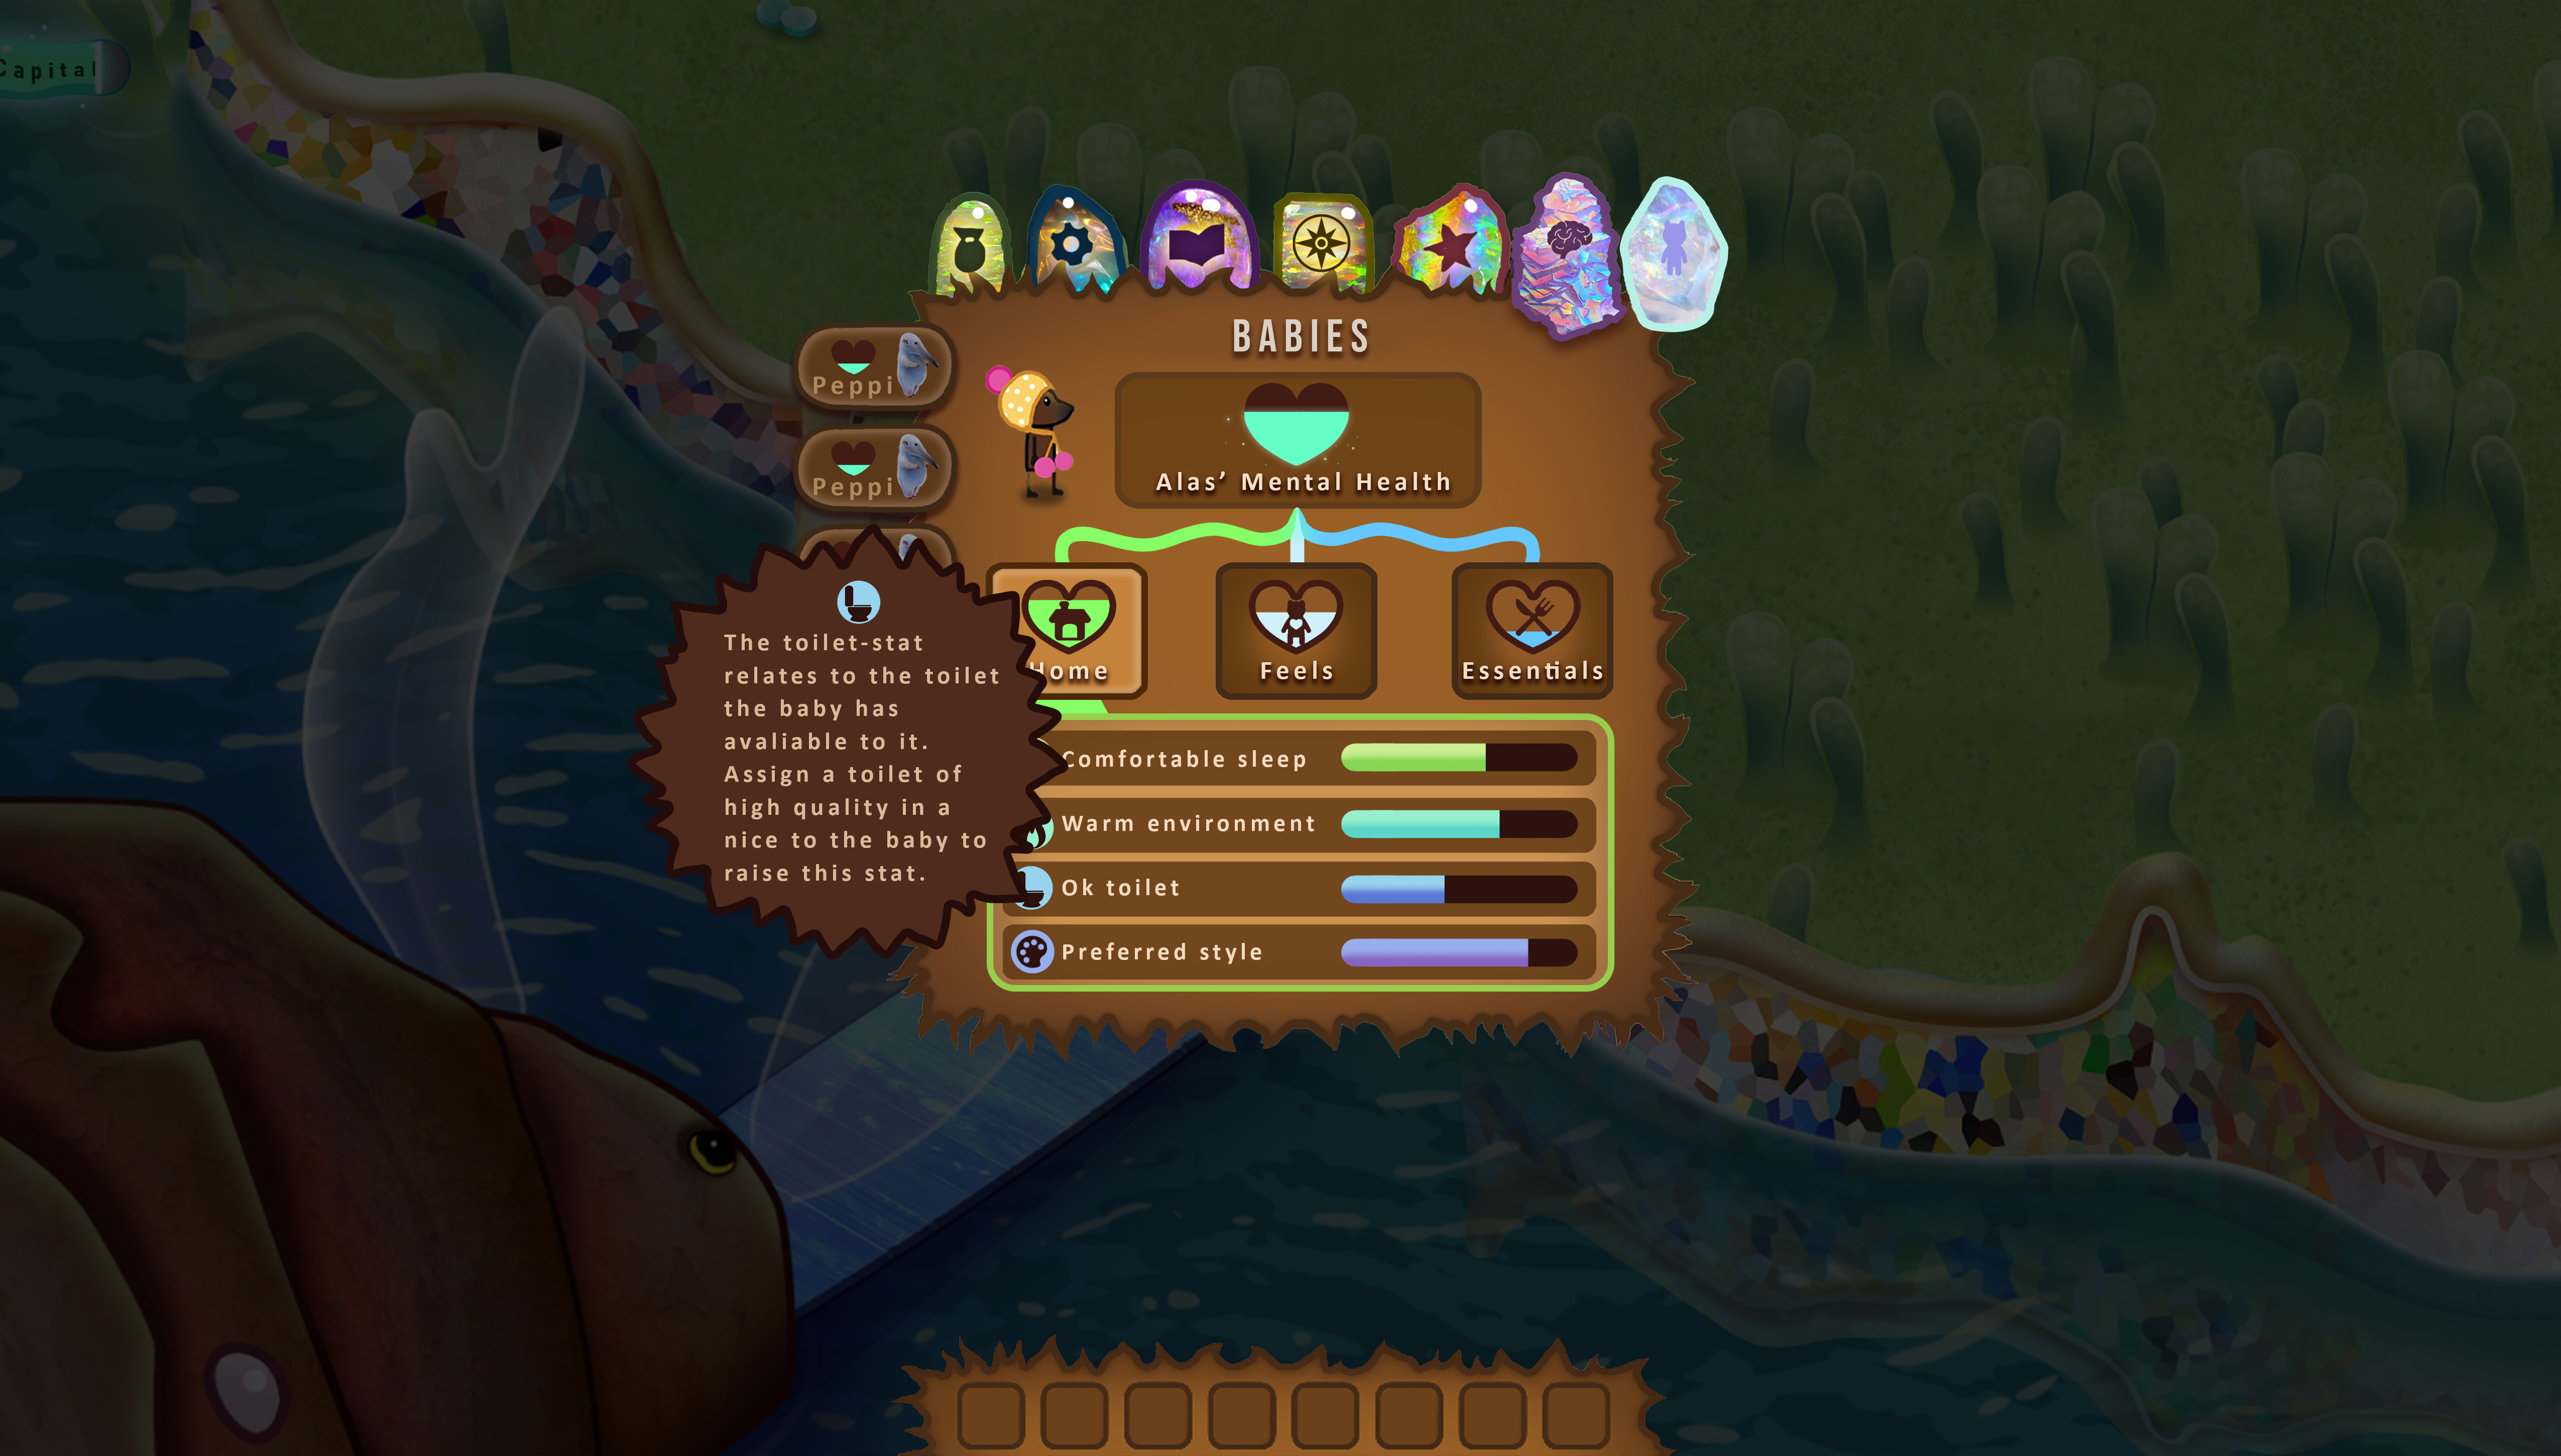 Capital
BABIES
Peppi
Peppi
Alas’ Mental Health
Home
Feels
Essentials
The toilet-stat
relates to the toilet
the baby has
avaliable to it.
Assign a toilet of
high quality in a
nice to the baby to
raise this stat.
Comfortable sleep
Warm environment
Ok toilet
Preferred style